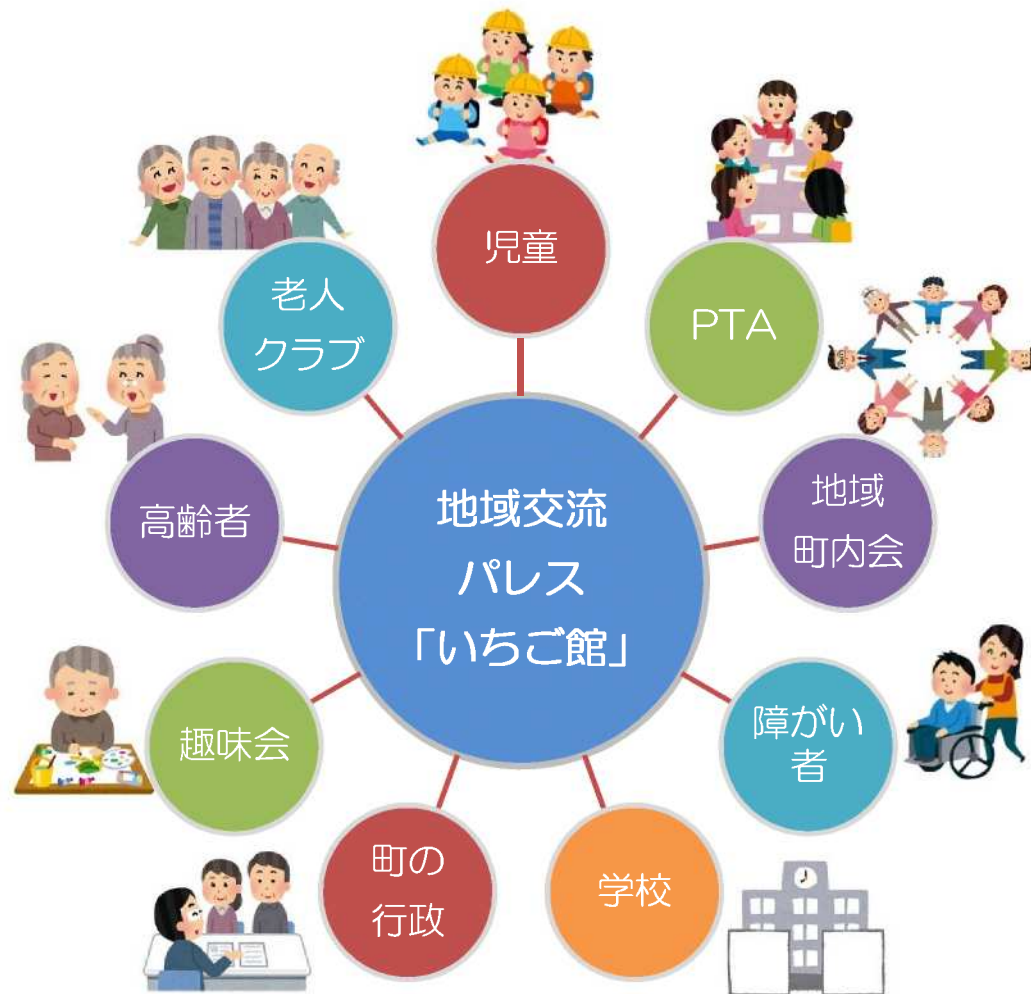 児童
PTA
地域
町内会
障がい
者
学校
町の
行政
趣味会
高齢者
老人
クラブ
地域交流
パレス
「いちご館」